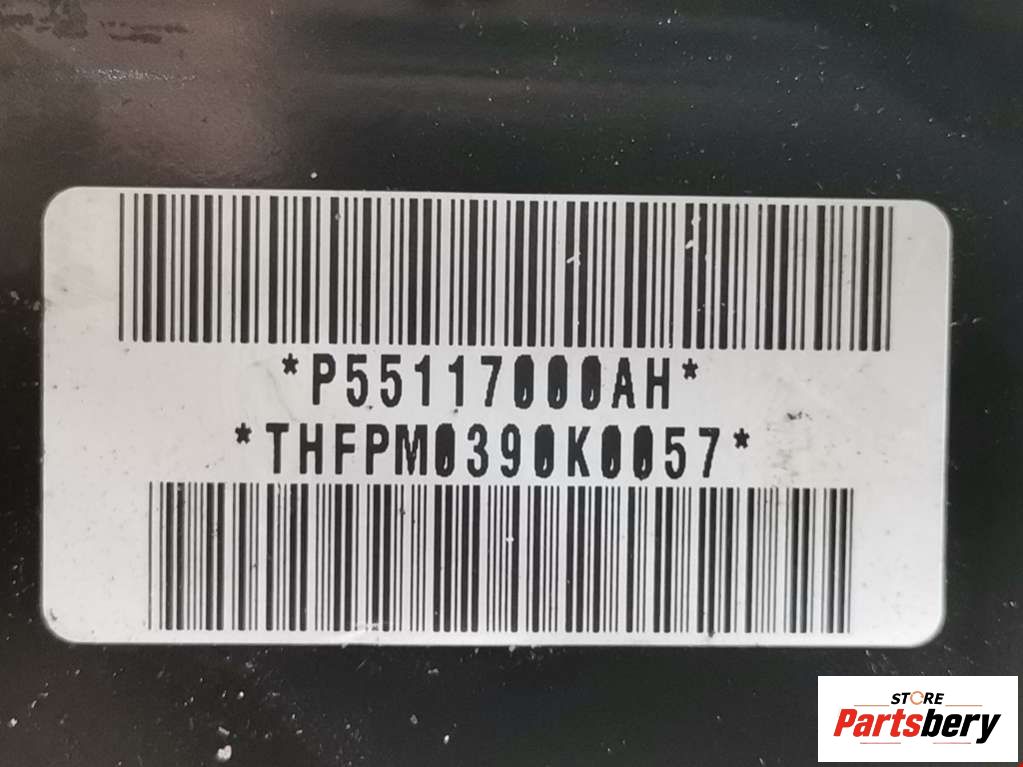 *P55117000AH*
*THFPM0390K0057*
STORE
Partsbery